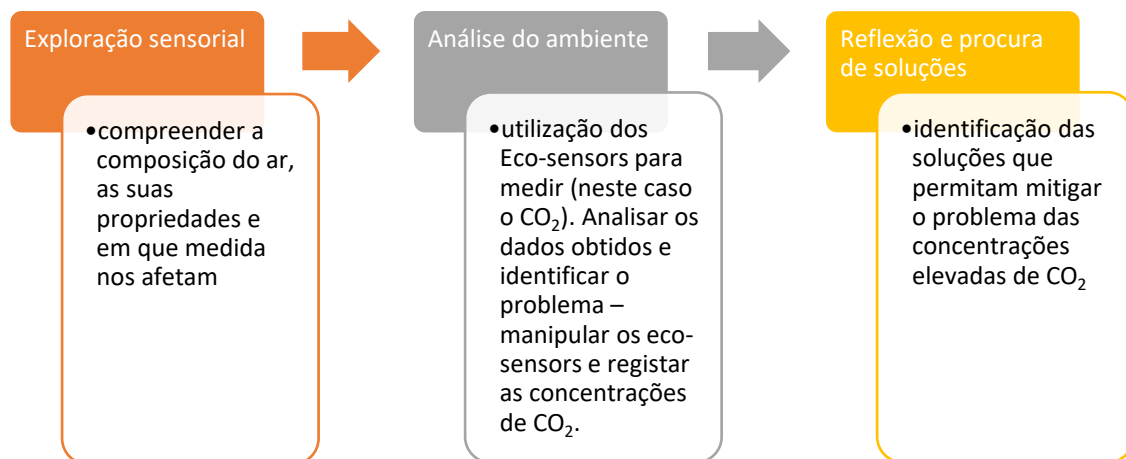 Exploração sensorial
•compreender a
composição do ar,
as suas
propriedades e
em que medida
nos afetam
Análise do ambiente
•utilização dos
Eco-sensors para
medir (neste caso
o CO₂). Analisar os
dados obtidos e
identificar o
problema –
manipular os eco-
sensors e registar
as concentrações
de CO₂.
Reflexão e procura
de soluções
•identificação das
soluções que
permitam mitigar
o problema das
concentrações
elevadas de CO₂